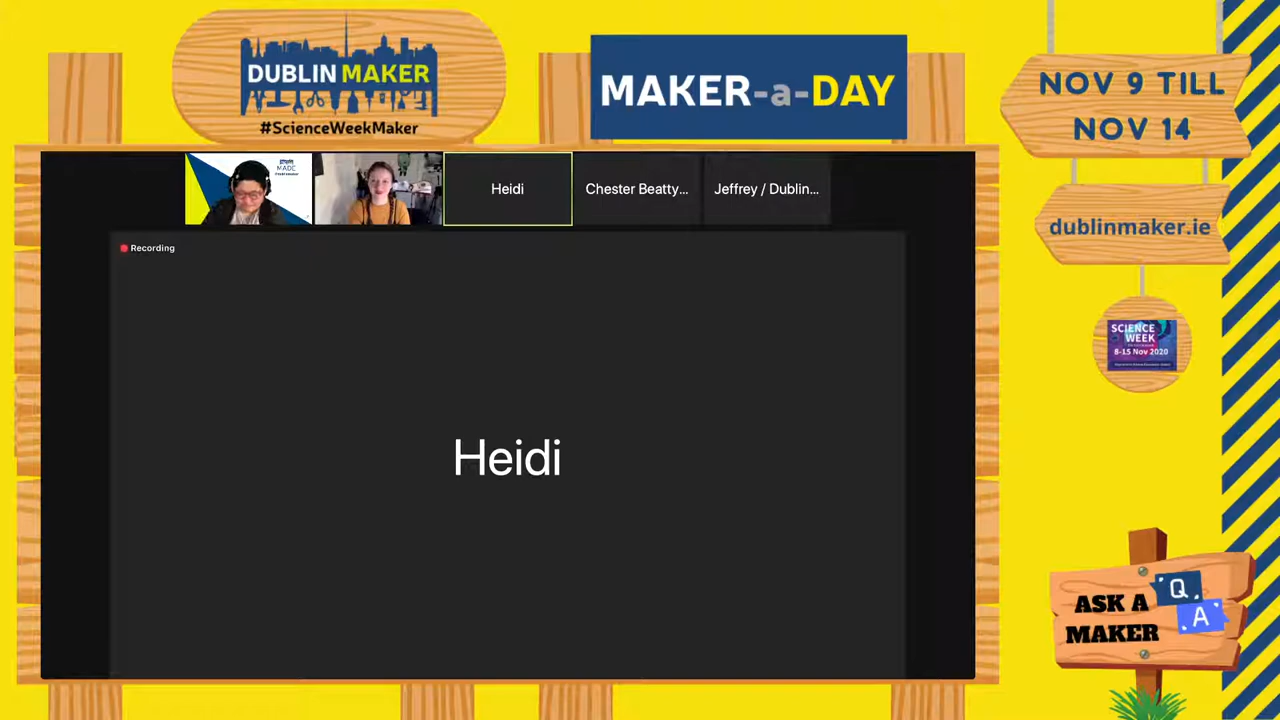 DUBLIN MAKER
#ScienceWeekMaker
MAKER-a-DAY
NOV 9 TILL
NOV 14
dublinmaker.ie
SCIENCE
WEEK
8-15 Nov 2020
MADE
Heidi
Chester Beatty...
Jeffrey / Dublin...
Recording
Heidi
ASK A
MAKER
Q
A